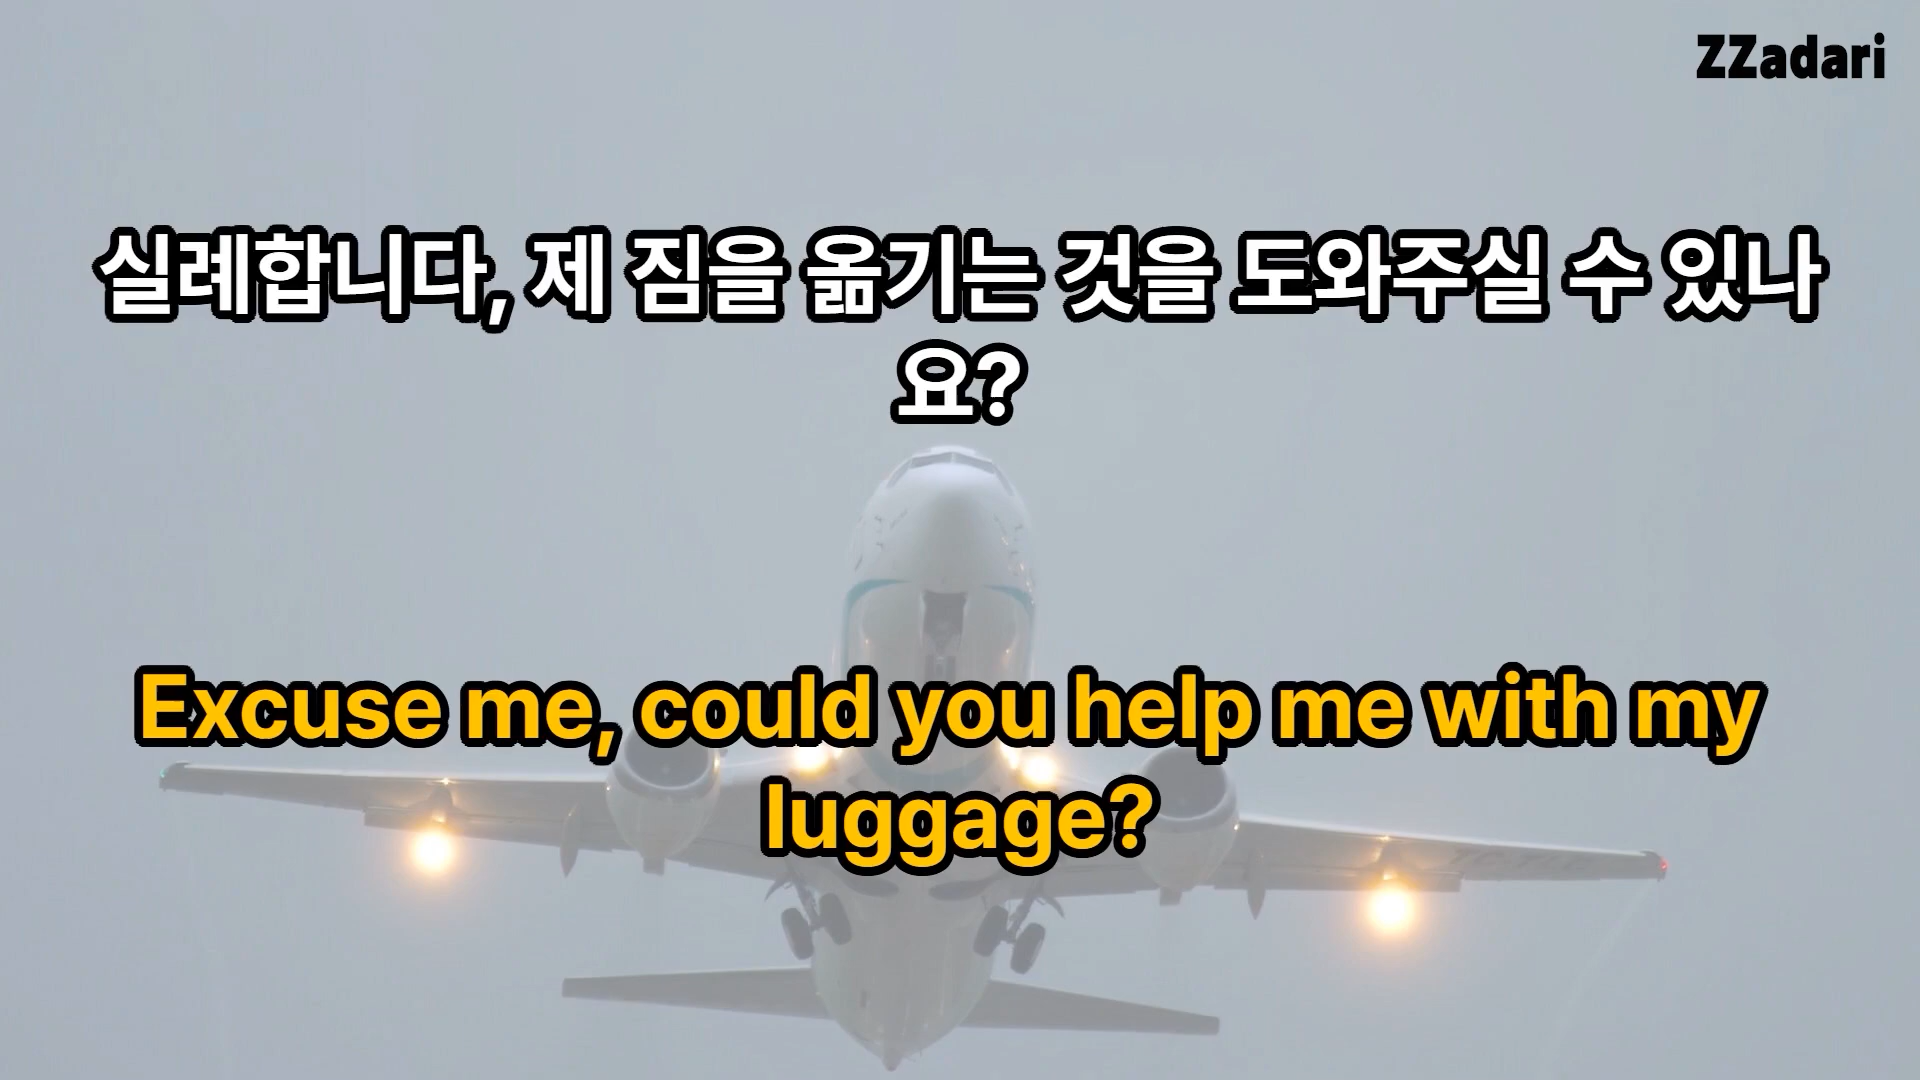 ZZadari
실례합니다, 제 짐을 옮기는 것을 도와주실 수 있나
요?
Excuse me, could you help me with my
luggage?